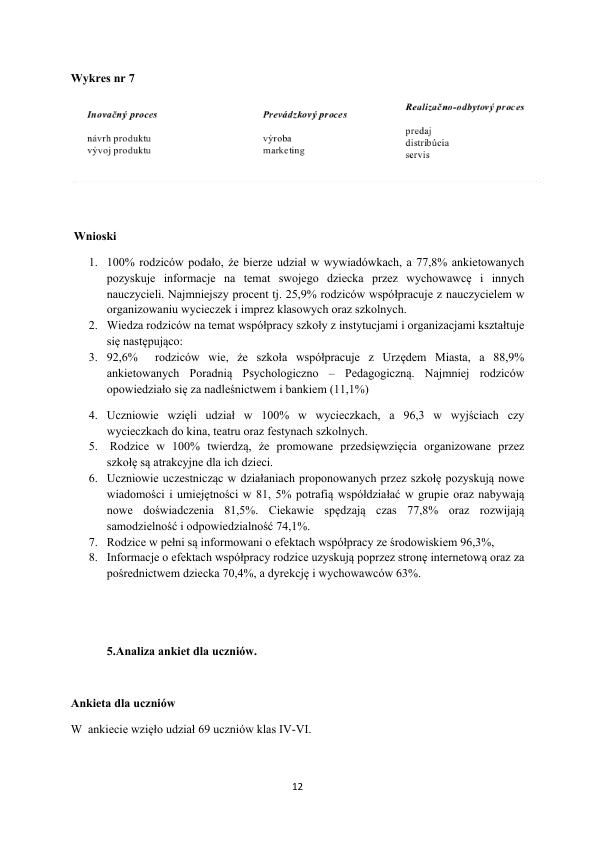 Wykres nr 7
Inovačný proces
návrh produktu
vývoj produktu
Prevádzkový proces
výroba
marketing
Realizačno-odbytový proces
predaj
distribúcia
servis
Wnioski
1. 100% rodziców podało, że bierze udział w wywiadówkach, a 77,8% ankietowanych
pozyskuje informacje na temat swojego dziecka przez wychowawcę i innych
nauczycieli. Najmniejszy procent tj. 25,9% rodziców współpracuje z nauczycielem w
organizowaniu wycieczek i imprez klasowych oraz szkolnych.
2. Wiedza rodziców na temat współpracy szkoły z instytucjami i organizacjami kształtuje
się następująco:
3. 92,6% rodziców wie, że szkoła współpracuje z Urzędem Miasta, a 88,9%
ankietowanych Poradnią Psychologiczno – Pedagogiczną. Najmniej rodziców
opowiedziało się za nadleśnictwem i bankiem (11,1%)
4. Uczniowie wzięli udział w 100% w wycieczkach, a 96,3 w wyjściach czy
wycieczkach do kina, teatru oraz festynach szkolnych.
5. Rodzice w 100% twierdzą, że promowane przedsięwzięcia organizowane przez
szkołę są atrakcyjne dla ich dzieci.
6. Uczniowie uczestnicząc w działaniach proponowanych przez szkołę pozyskują nowe
wiadomości i umiejętności w 81, 5% potrafią współdziałać w grupie oraz nabywają
nowe doświadczenia 81,5%. Ciekawie spędzają czas 77,8% oraz rozwijają
samodzielność i odpowiedzialność 74,1%.
7. Rodzice w pełni są informowani o efektach współpracy ze środowiskiem 96,3%,
8. Informacje o efektach współpracy rodzice uzyskują poprzez stronę internetową oraz za
pośrednictwem dziecka 70,4%, a dyrekcję i wychowawców 63%.
5.Analiza ankiet dla uczniów.
Ankieta dla uczniów
W ankiecie wzięło udział 69 uczniów klas IV-VI.
12